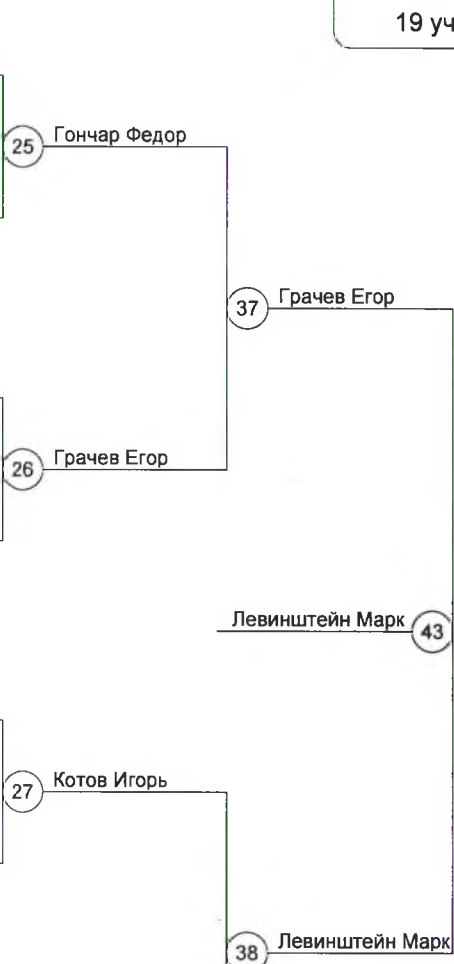 19 уч
25 Гончар Федор
37 Грачев Егор
26 Грачев Егор
Левинштейн Марк 43
27 Котов Игорь
38 Левинштейн Марк